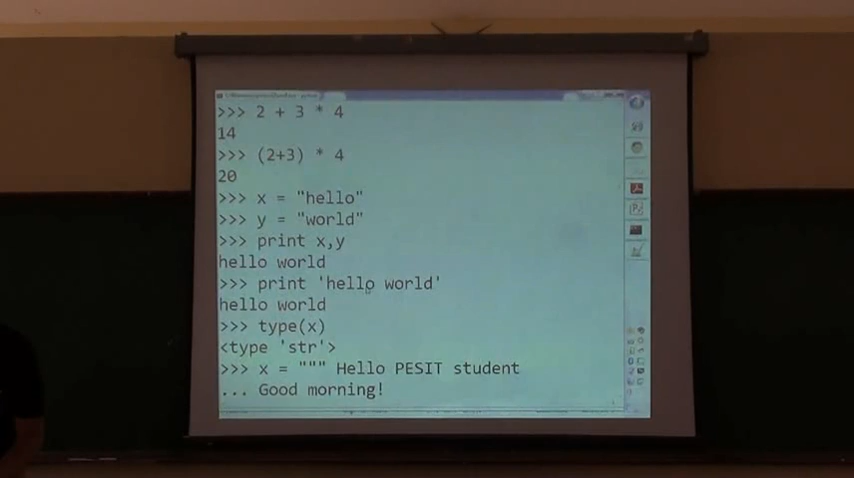 >>> 2 + 3 * 4
14
>>> (2+3) * 4
20
>>> x = "hello"
>>> y = "world"
>>> print x,y
hello world
>>> print 'hello world'
hello world
>>> type(x)
<type 'str'>
>>> x = """ Hello PESIT student
... Good morning!